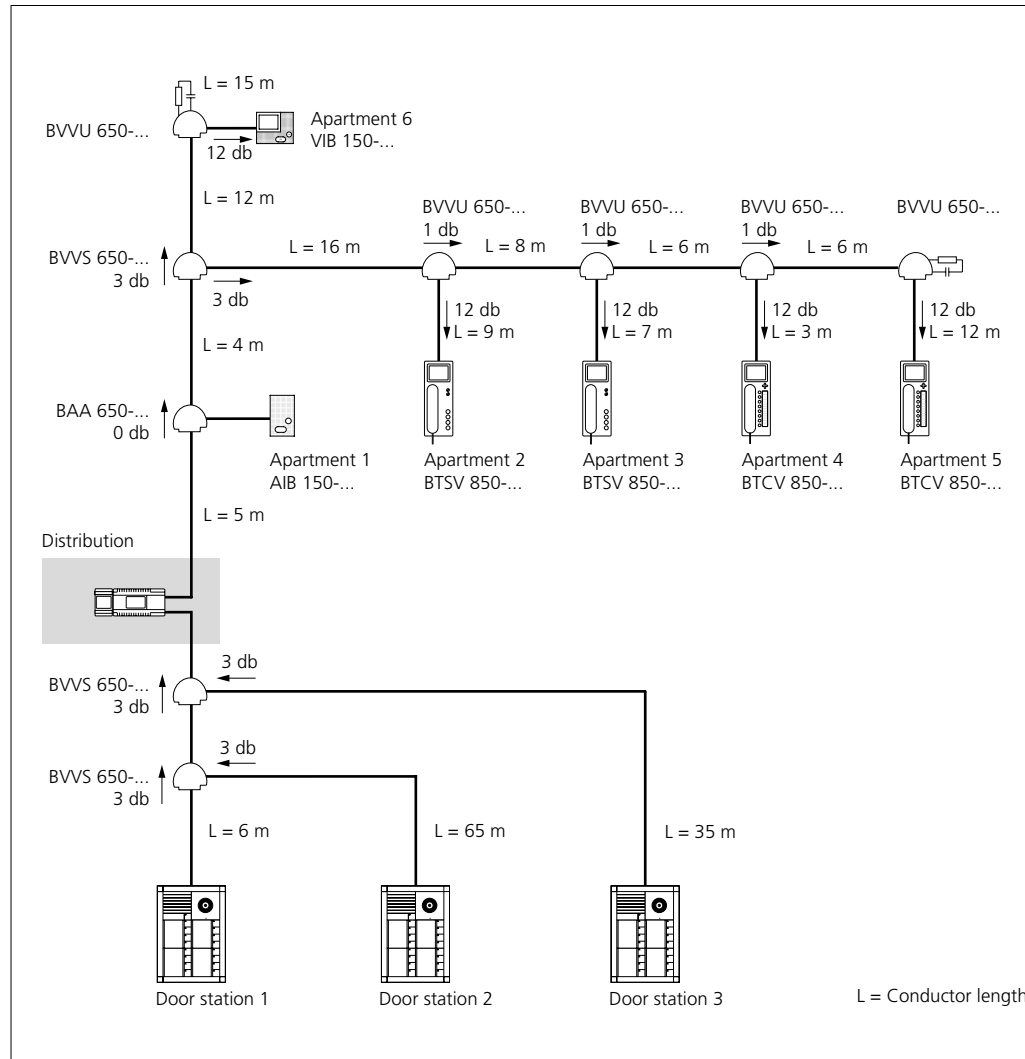 L = 15 m
BVVU 650-...
12 db
Apartment 6
VIB 150-...
L = 12 m
BVVU 650-...
1 db
BVVU 650-...
1 db
BVVU 650-...
1 db
BVVU 650-...
BVVS 650-...
3 db
3 db
L = 16 m
L = 8 m
L = 6 m
L = 6 m
12 db
L = 9 m
12 db
L = 7 m
12 db
L = 3 m
12 db
L = 12 m
L = 4 m
BAA 650-...
0 db
Apartment 1
AIB 150-...
Apartment 2
BTSV 850-...
Apartment 3
BTSV 850-...
Apartment 4
BTCV 850-...
Apartment 5
BTCV 850-...
L = 5 m
Distribution
3 db
BVVS 650-...
3 db
3 db
BVVS 650-...
3 db
L = 6 m
L = 65 m
L = 35 m
Door station 1
Door station 2
Door station 3
L = Conductor length